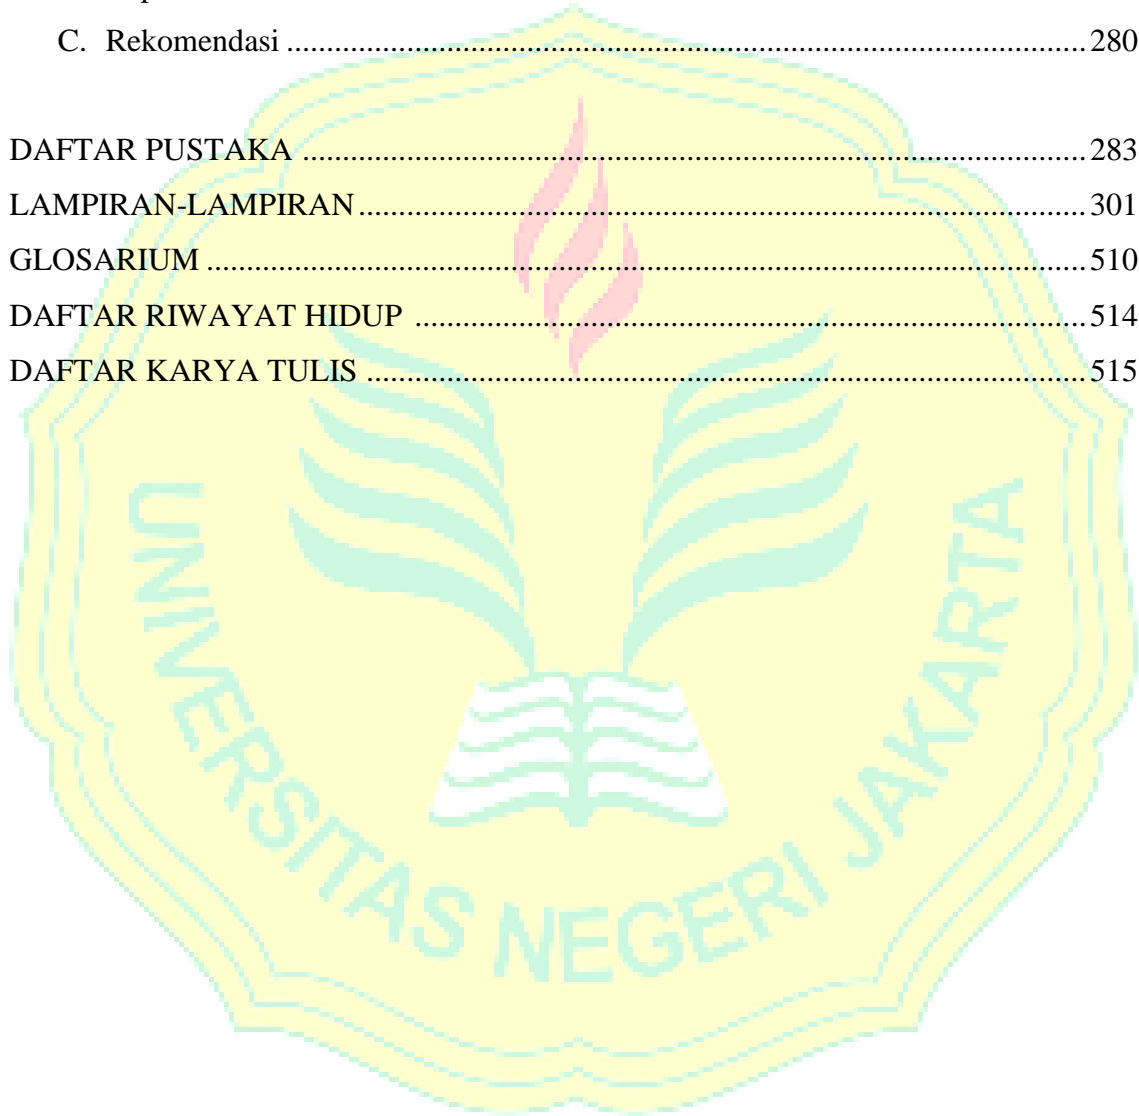 C. Rekomendasi .................................................................................................... 280
DAFTAR PUSTAKA .................................................................................................. 283
LAMPIRAN-LAMPIRAN ........................................................................................... 301
GLOSARIUM .............................................................................................................. 510
DAFTAR RIWAYAT HIDUP .................................................................................... 514
DAFTAR KARYA TULIS .......................................................................................... 515
UNIVERSITAS NEGERI JAKARTA